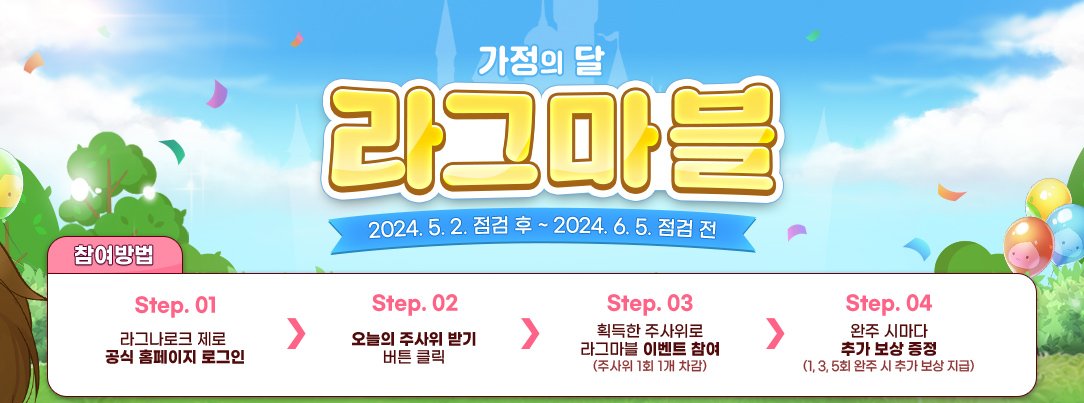 가정의 달
라그마블
2024. 5. 2. 점검 후 ~ 2024. 6. 5. 점검 전
참여방법
Step. 01
라그나로크 제로
공식 홈페이지 로그인
Step. 02
오늘의 주사위 받기
버튼 클릭
Step. 03
획득한 주사위로
라그마블 이벤트 참여
(주사위 1회 1개 차감)
Step. 04
완주 시마다
추가 보상 증정
(1, 3, 5회 완주 시 추가 보상 지급)